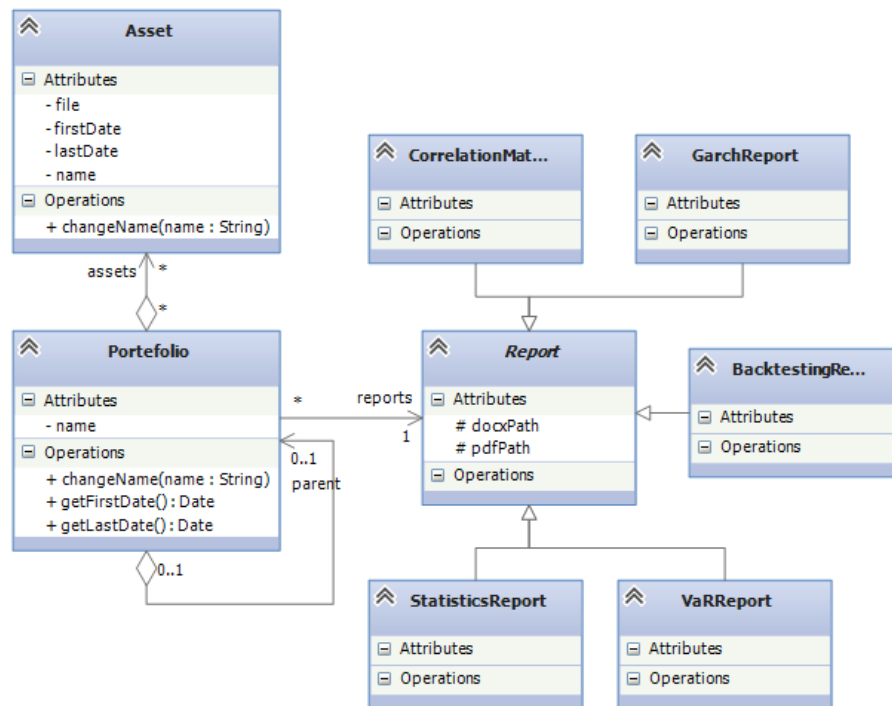 Asset
Attributes
- file
- firstDate
- lastDate
- name
Operations
+ changeName(name : String)
assets
*
*
Portefolio
Attributes
- name
Operations
+ changeName(name : String)
+ getFirstDate() : Date
+ getLastDate() : Date
0..1
parent
0..1
*
reports
1
CorrelationMat...
Attributes
Operations
GarchReport
Attributes
Operations
Report
Attributes
# docxPath
# pdfPath
Operations
BacktestingRe...
Attributes
Operations
StatisticsReport
Attributes
Operations
VaRReport
Attributes
Operations